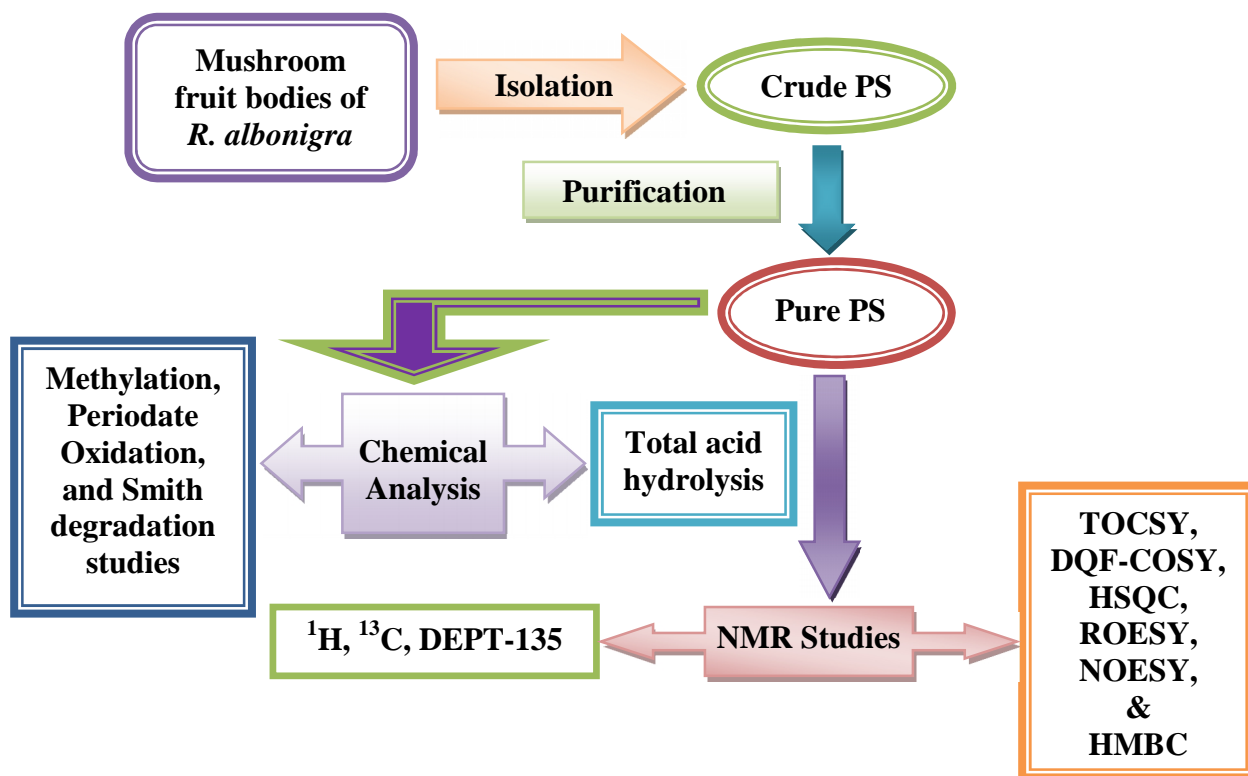 Mushroom
fruit bodies of
R. albonigra
Isolation
Crude PS
Purification
Pure PS
Methylation,
Periodate
Oxidation,
and Smith
degradation
studies
Chemical
Analysis
Total acid
hydrolysis
TOCSY,
DQF-COSY,
HSQC,
ROESY,
NOESY,
&
HMBC
¹H, ¹³C, DEPT-135
NMR Studies